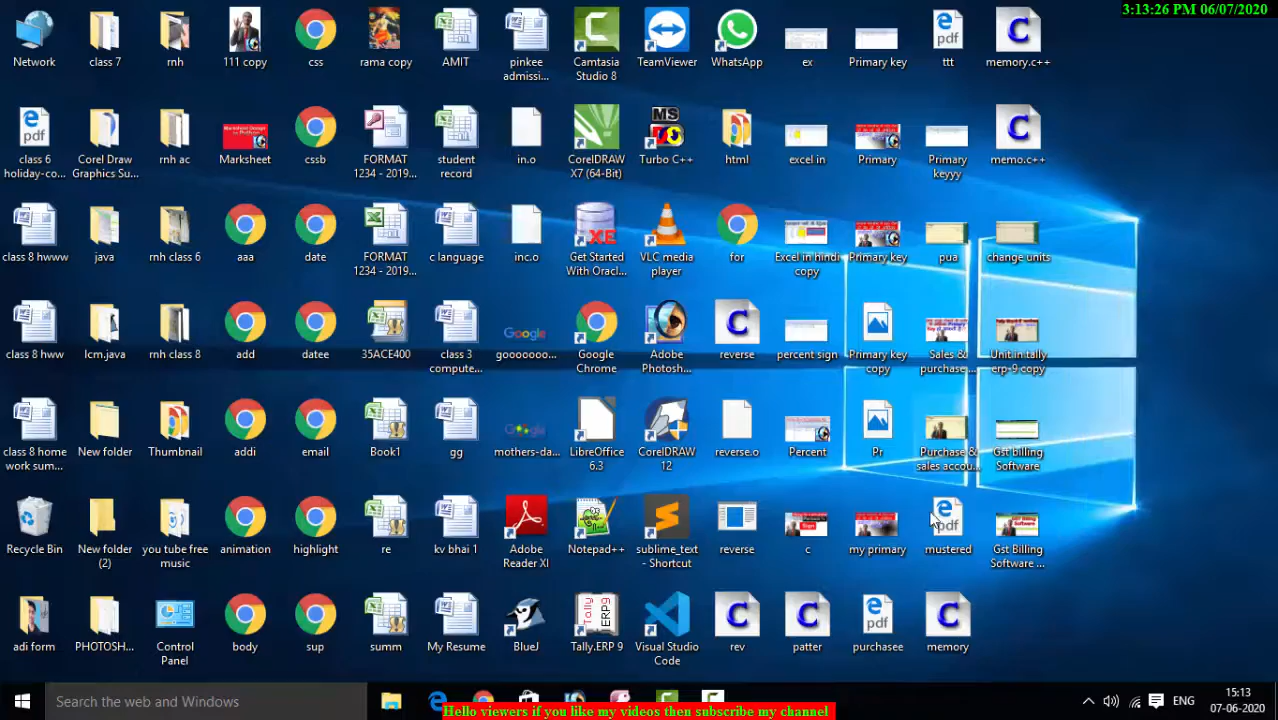 3:13:26 PM 06/07/2020
Network
class 7
rnh
111 copy
css
rama copy
AMIT
pinkee
admissi...
Camtasia
Studio 8
TeamViewer
WhatsApp
ex
Primary key
ttt
memory.c++
class 6
holiday-co...
Corel Draw
Graphics Su...
rnh ac
Marksheet
cssb
FORMAT
1234 - 2019...
student
record
in.o
CorelDRAW
X7 (64-Bit)
Turbo C++
html
excel.in
Primary
Primary
keyyy
memo.c++
class 8 hwww
java
rnh class 6
aaa
date
FORMAT
1234 - 2019...
c language
inc.o
Get Started
With Oracl...
VLC media
player
for
Excel in hindi
copy
Primary key
pua
change units
class 8 hww
lcm.java
rnh class 8
add
datee
35ACE400
class 3
compute...
gooooooo...
Google
Chrome
Adobe
Photosh...
reverse
percent sign
Primary key
copy
Sales &
purchase...
Unit in tally
erp-9 copy
class 8 home
work sum...
New folder
Thumbnail
addi
email
Book1
gg
mothers-da...
LibreOffice
6.3
CorelDRAW
12
reverse.o
Percent
Pr
Purchase &
sales accou...
Gst billing
Software
Recycle Bin
New folder
(2)
you tube free
music
animation
highlight
re
kv bhai 1
Adobe
Reader XI
Notepad++
sublime_text
- Shortcut
reverse
c
my primary
mustered
Gst Billing
Software ...
adi form
PHOTOSH...
Control
Panel
body
sup
summ
My Resume
BlueJ
Tally.ERP 9
Visual Studio
Code
rev
patter
purchasee
memory
Search the web and Windows
Hello viewers if you like my videos then subscribe my channel
ENG
15:13
07-06-2020